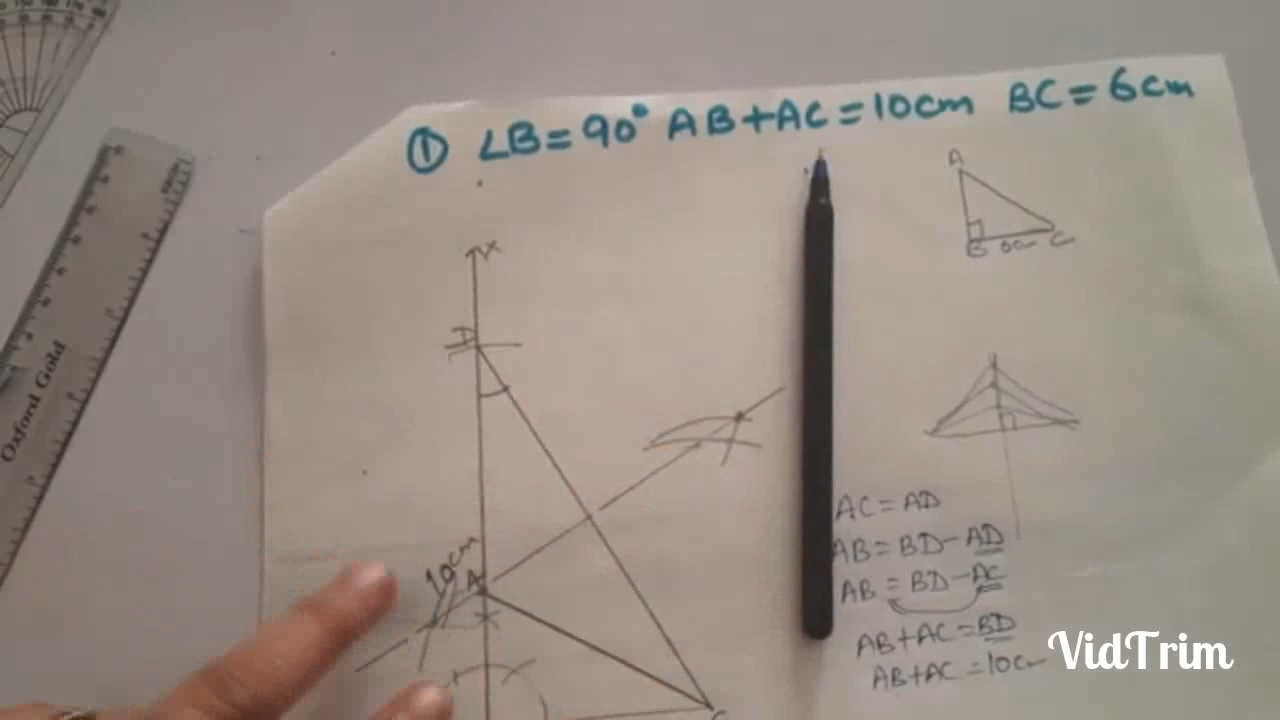 ① ∠B=90° AB+AC=10cm BC=6cm
A
B 6cm C
X
D
10cm
A
C
AC=AD
AB=BD-AD
AB=BD-AC
AB+AC=BD
AB+AC=10cm
Oxford Gold
VidTrim